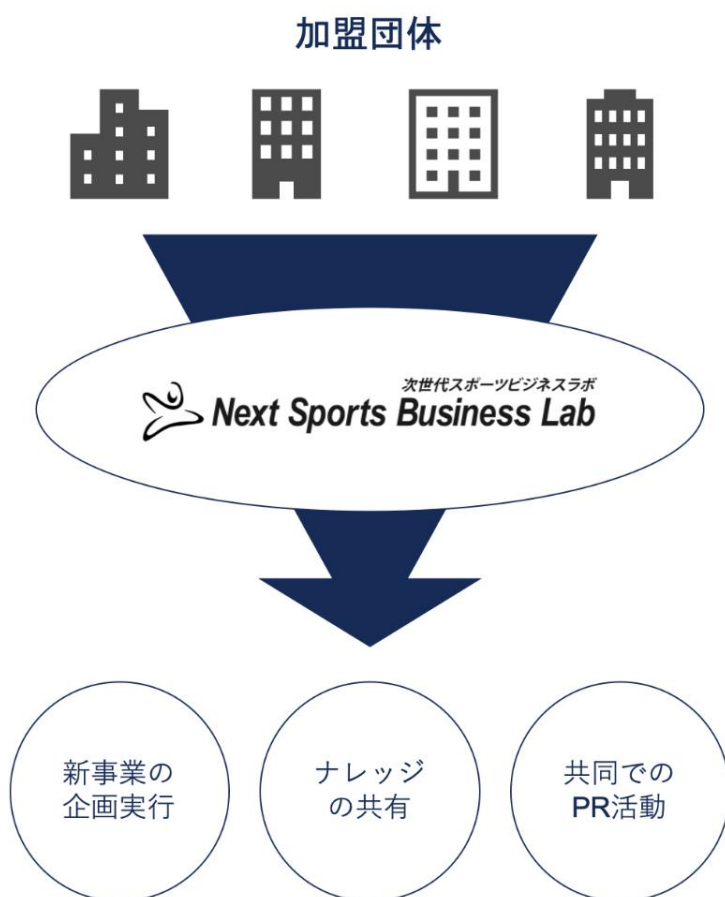 加盟団体
次世代スポーツビジネスラボ
Next Sports Business Lab
新事業の
企画実行
ナレッジ
の共有
共同での
PR活動